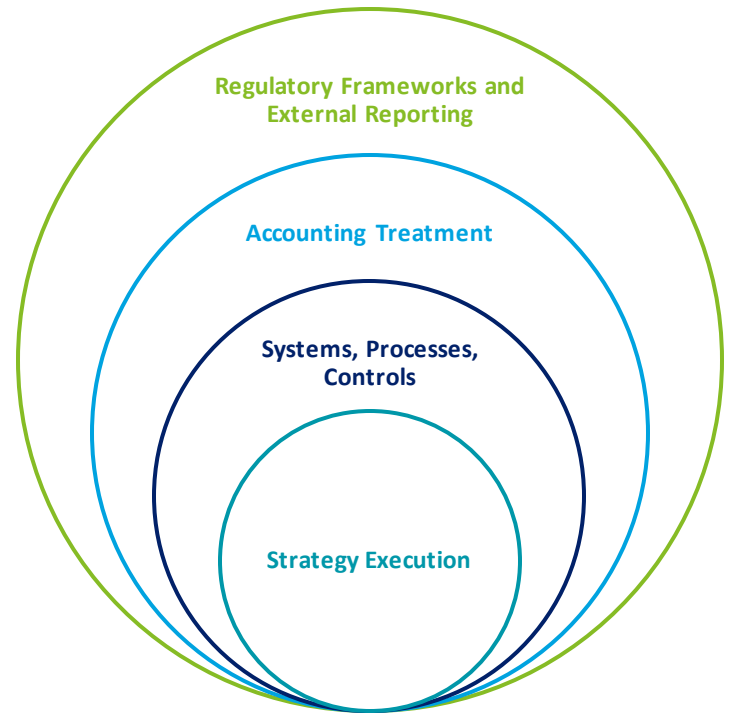 Regulatory Frameworks and
External Reporting
Accounting Treatment
Systems, Processes,
Controls
Strategy Execution